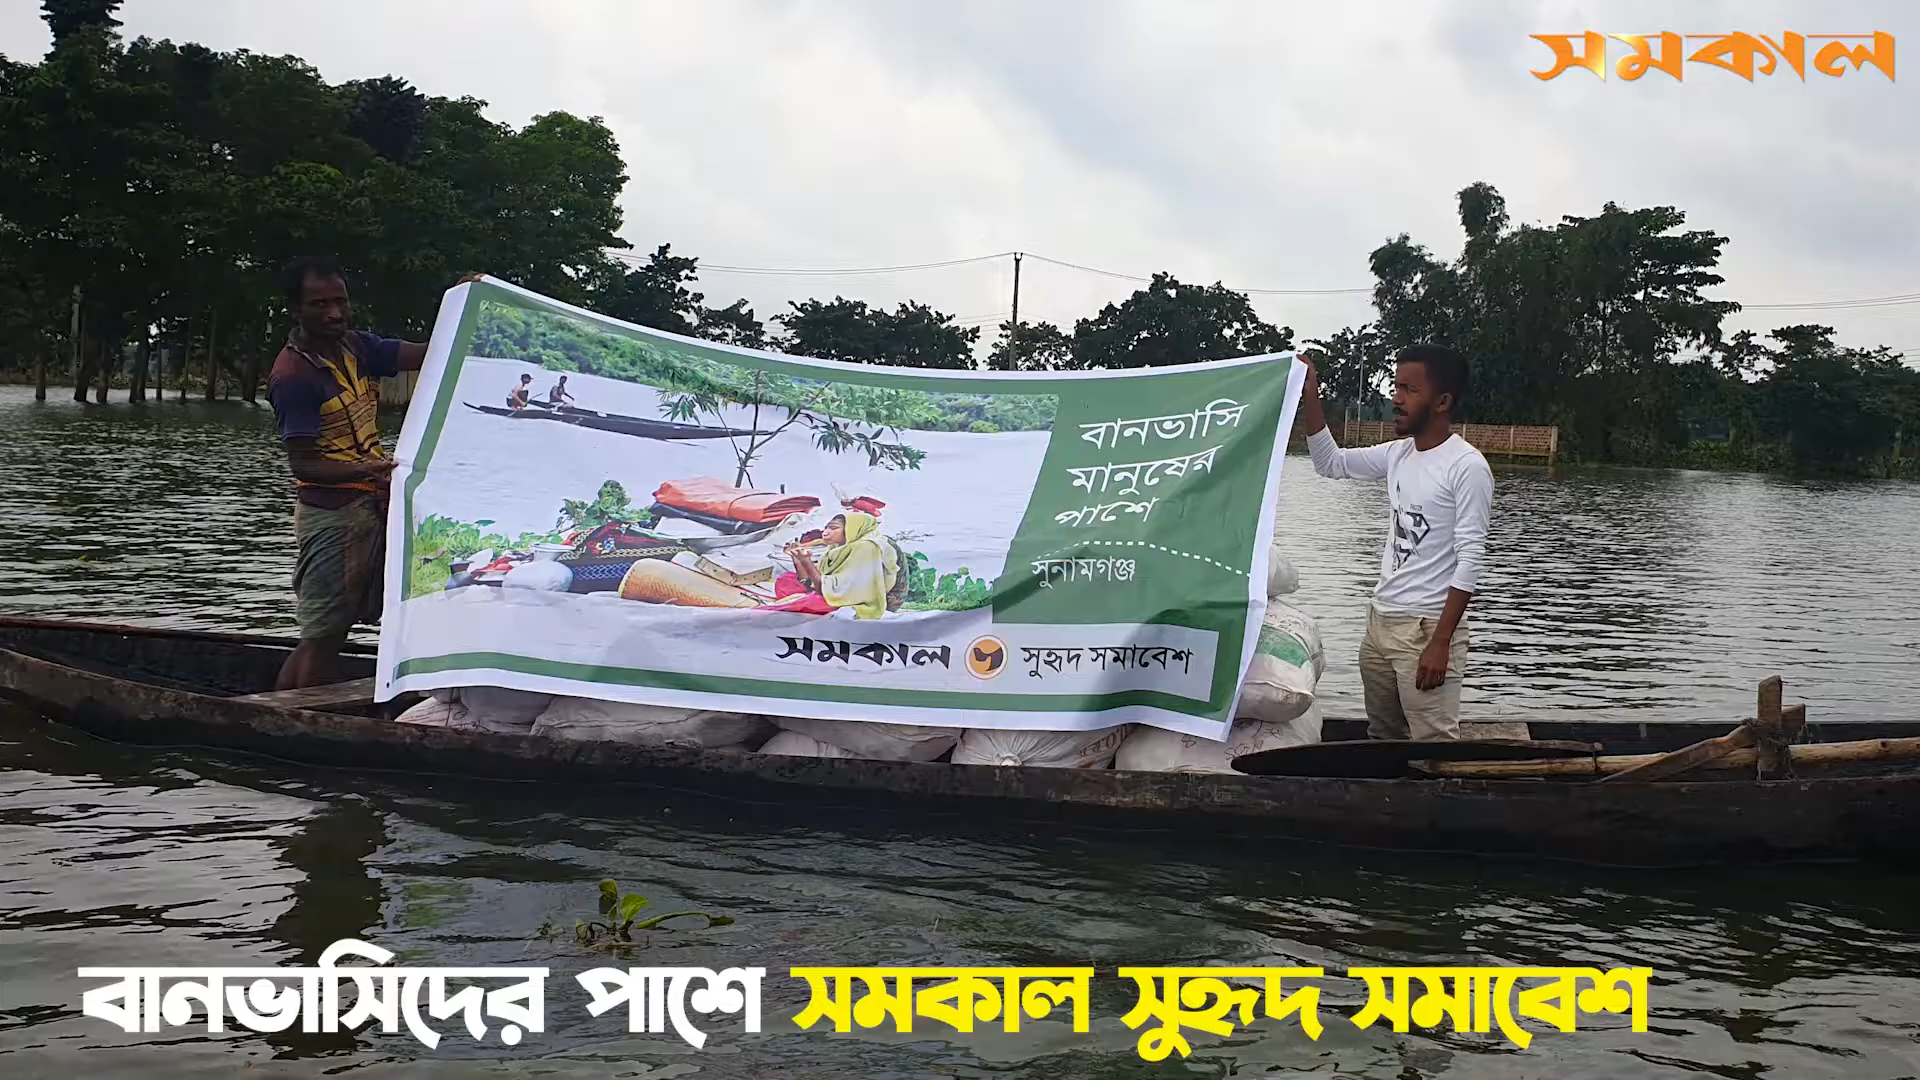 সমকাল
বানভাসি
মানুষের
পাশে
সুনামগঞ্জ
সমকাল সুহৃদ সমাবেশ
বানভাসিদের পাশে সমকাল সুহৃদ সমাবেশ